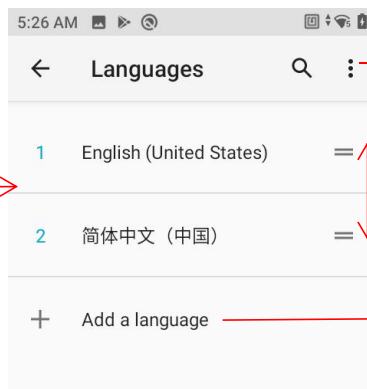 5:26 AM
Languages
1 English (United States)
2 简体中文（中国）
Add a language